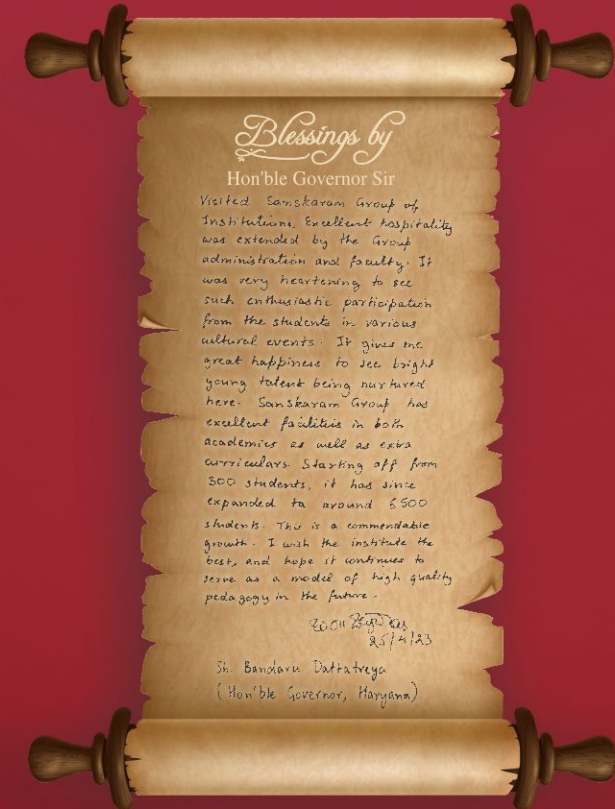 Blessings by
Hon'ble Governor Sir
Visited Sanskaram Group of
Institutions. Excellent hospitality
was extended by the Group
administration and faculty. It
was very heartening to see
such enthusiastic participation
from the students in various
cultural events. It gives me
great happiness to see bright
young talent being nurtured
here. Sanskaram Group has
excellent facilities in both
academics as well as extra
curriculars. Starting off from
300 students, it has since
expanded to around 6500
students. This is a commendable
growth. I wish the institute the
best, and hope it continues to
serve as a model of high quality
pedagogy in the future.
25/4/23
Sh. Bandaru Dattatreya
(Hon'ble Governor, Haryana)